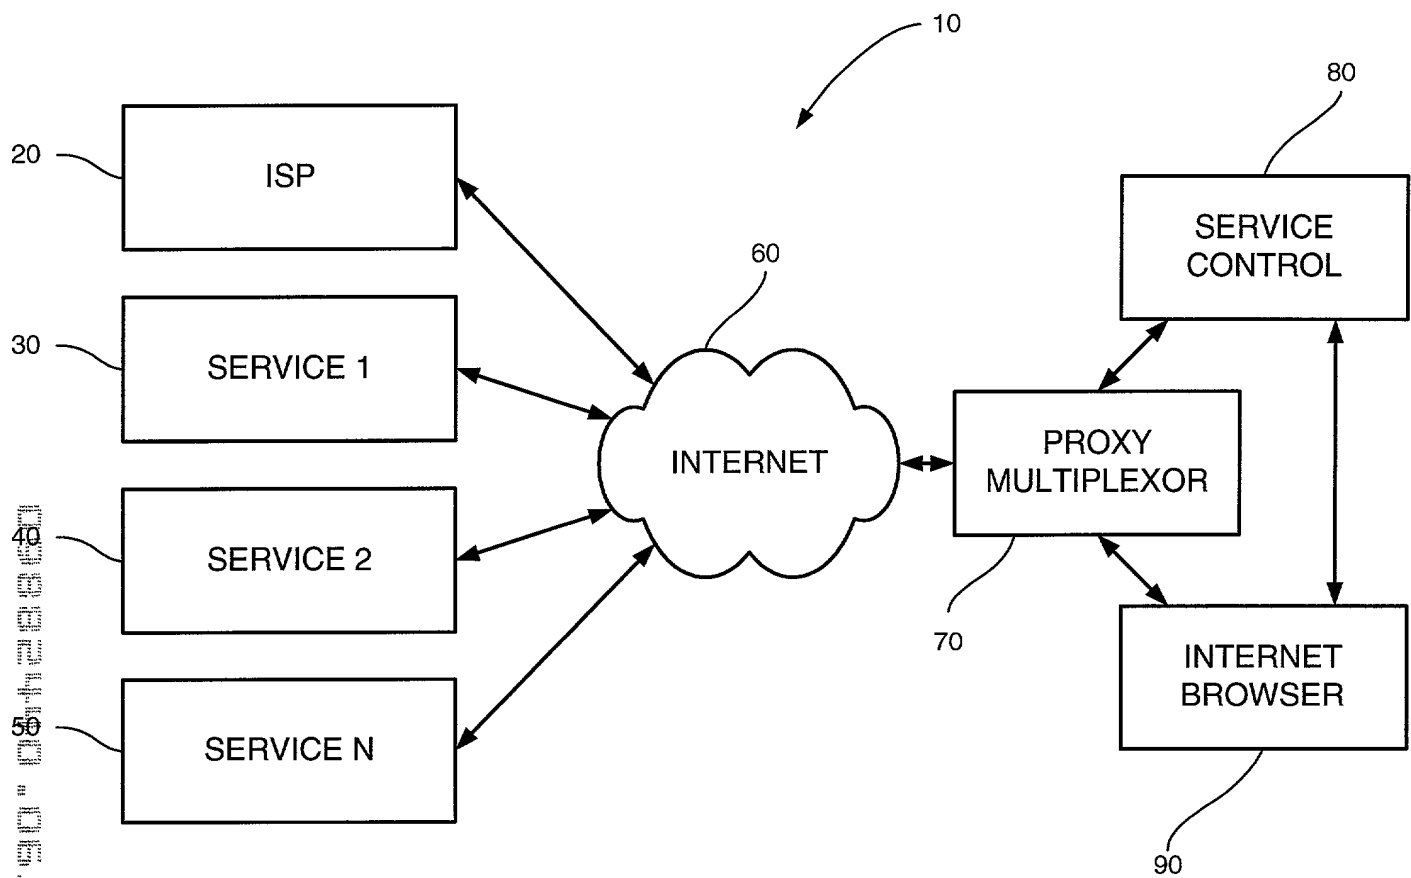 10
80
20
ISP
SERVICE
CONTROL
60
30
SERVICE 1
INTERNET
PROXY
MULTIPLEXOR
40
SERVICE 2
70
INTERNET
BROWSER
50
SERVICE N
90